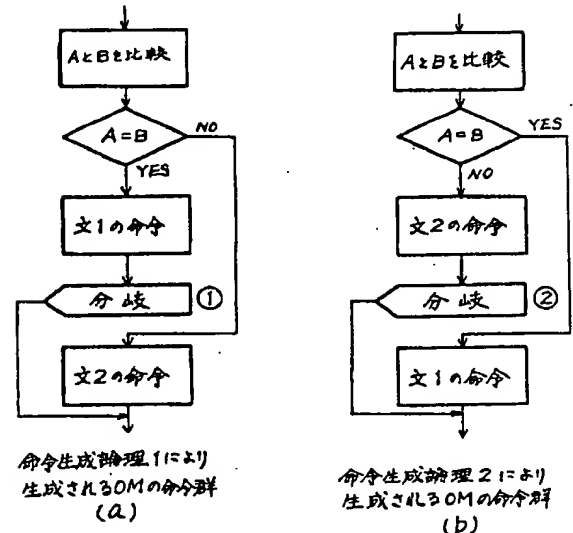 AとBを比較
A=B
NO
YES
文1の命令
分岐
①
文2の命令
命令生成論理1により
生成されるOMの命令群
(a)
AとBを比較
A=B
YES
NO
文2の命令
分岐
②
文1の命令
命令生成論理2により
生成されるOMの命令群
(b)